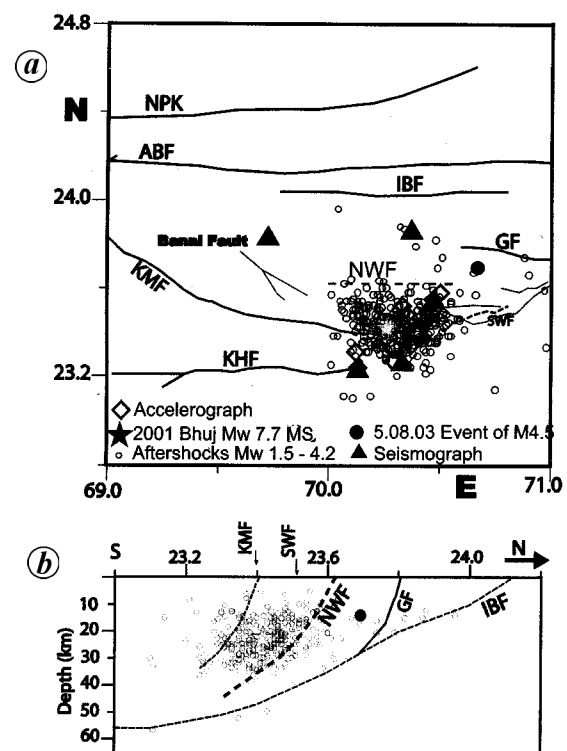 24.8
a
NPK
N
ABF
24.0
IBF
Banni Fault
GF
NWF
KMF
SWF
KHF
23.2
Accelerograph
2001 Bhuj Mw 7.7 MS
5.08.03 Event of M4.5
Aftershocks Mw 1.5 - 4.2
Seismograph
69.0
70.0
E
71.0
b
S
23.2
KMF
SWF
23.6
24.0
N
10
20
30
40
50
60
Depth (km)
NWF
GF
IBF